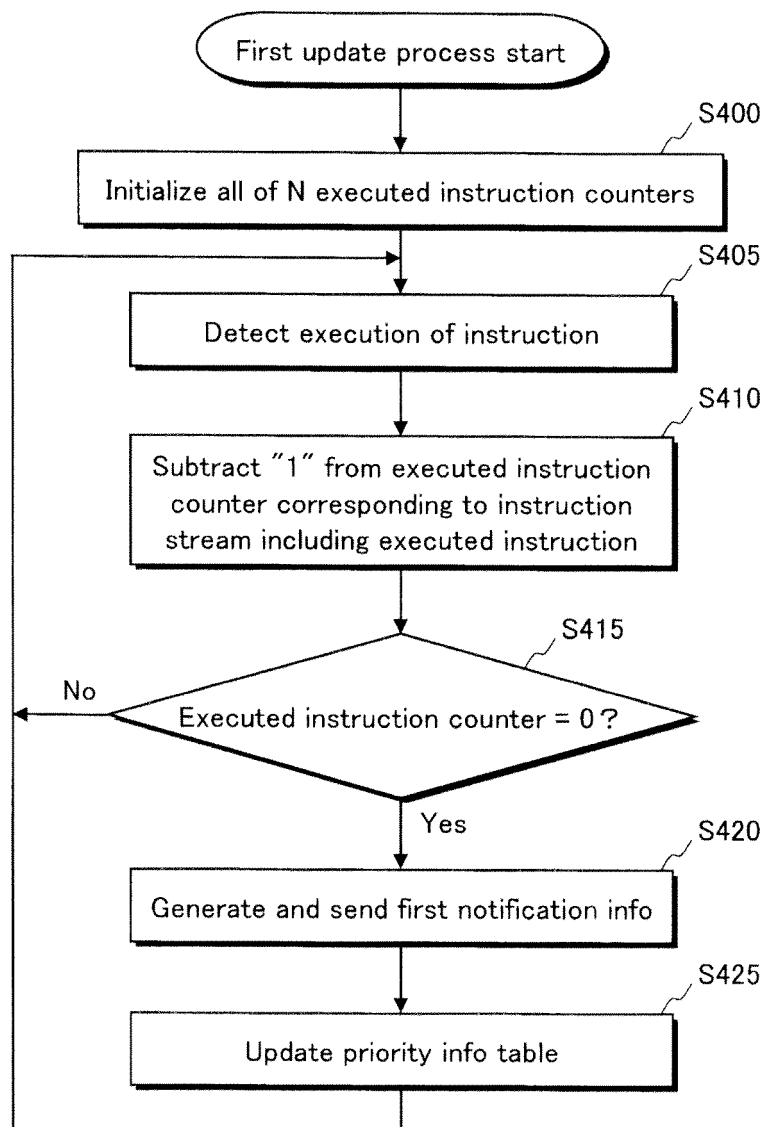 First update process start
S400
Initialize all of N executed instruction counters
S405
Detect execution of instruction
S410
Subtract "1" from executed instruction
counter corresponding to instruction
stream including executed instruction
S415
No
Executed instruction counter = 0?
Yes
S420
Generate and send first notification info
S425
Update priority info table